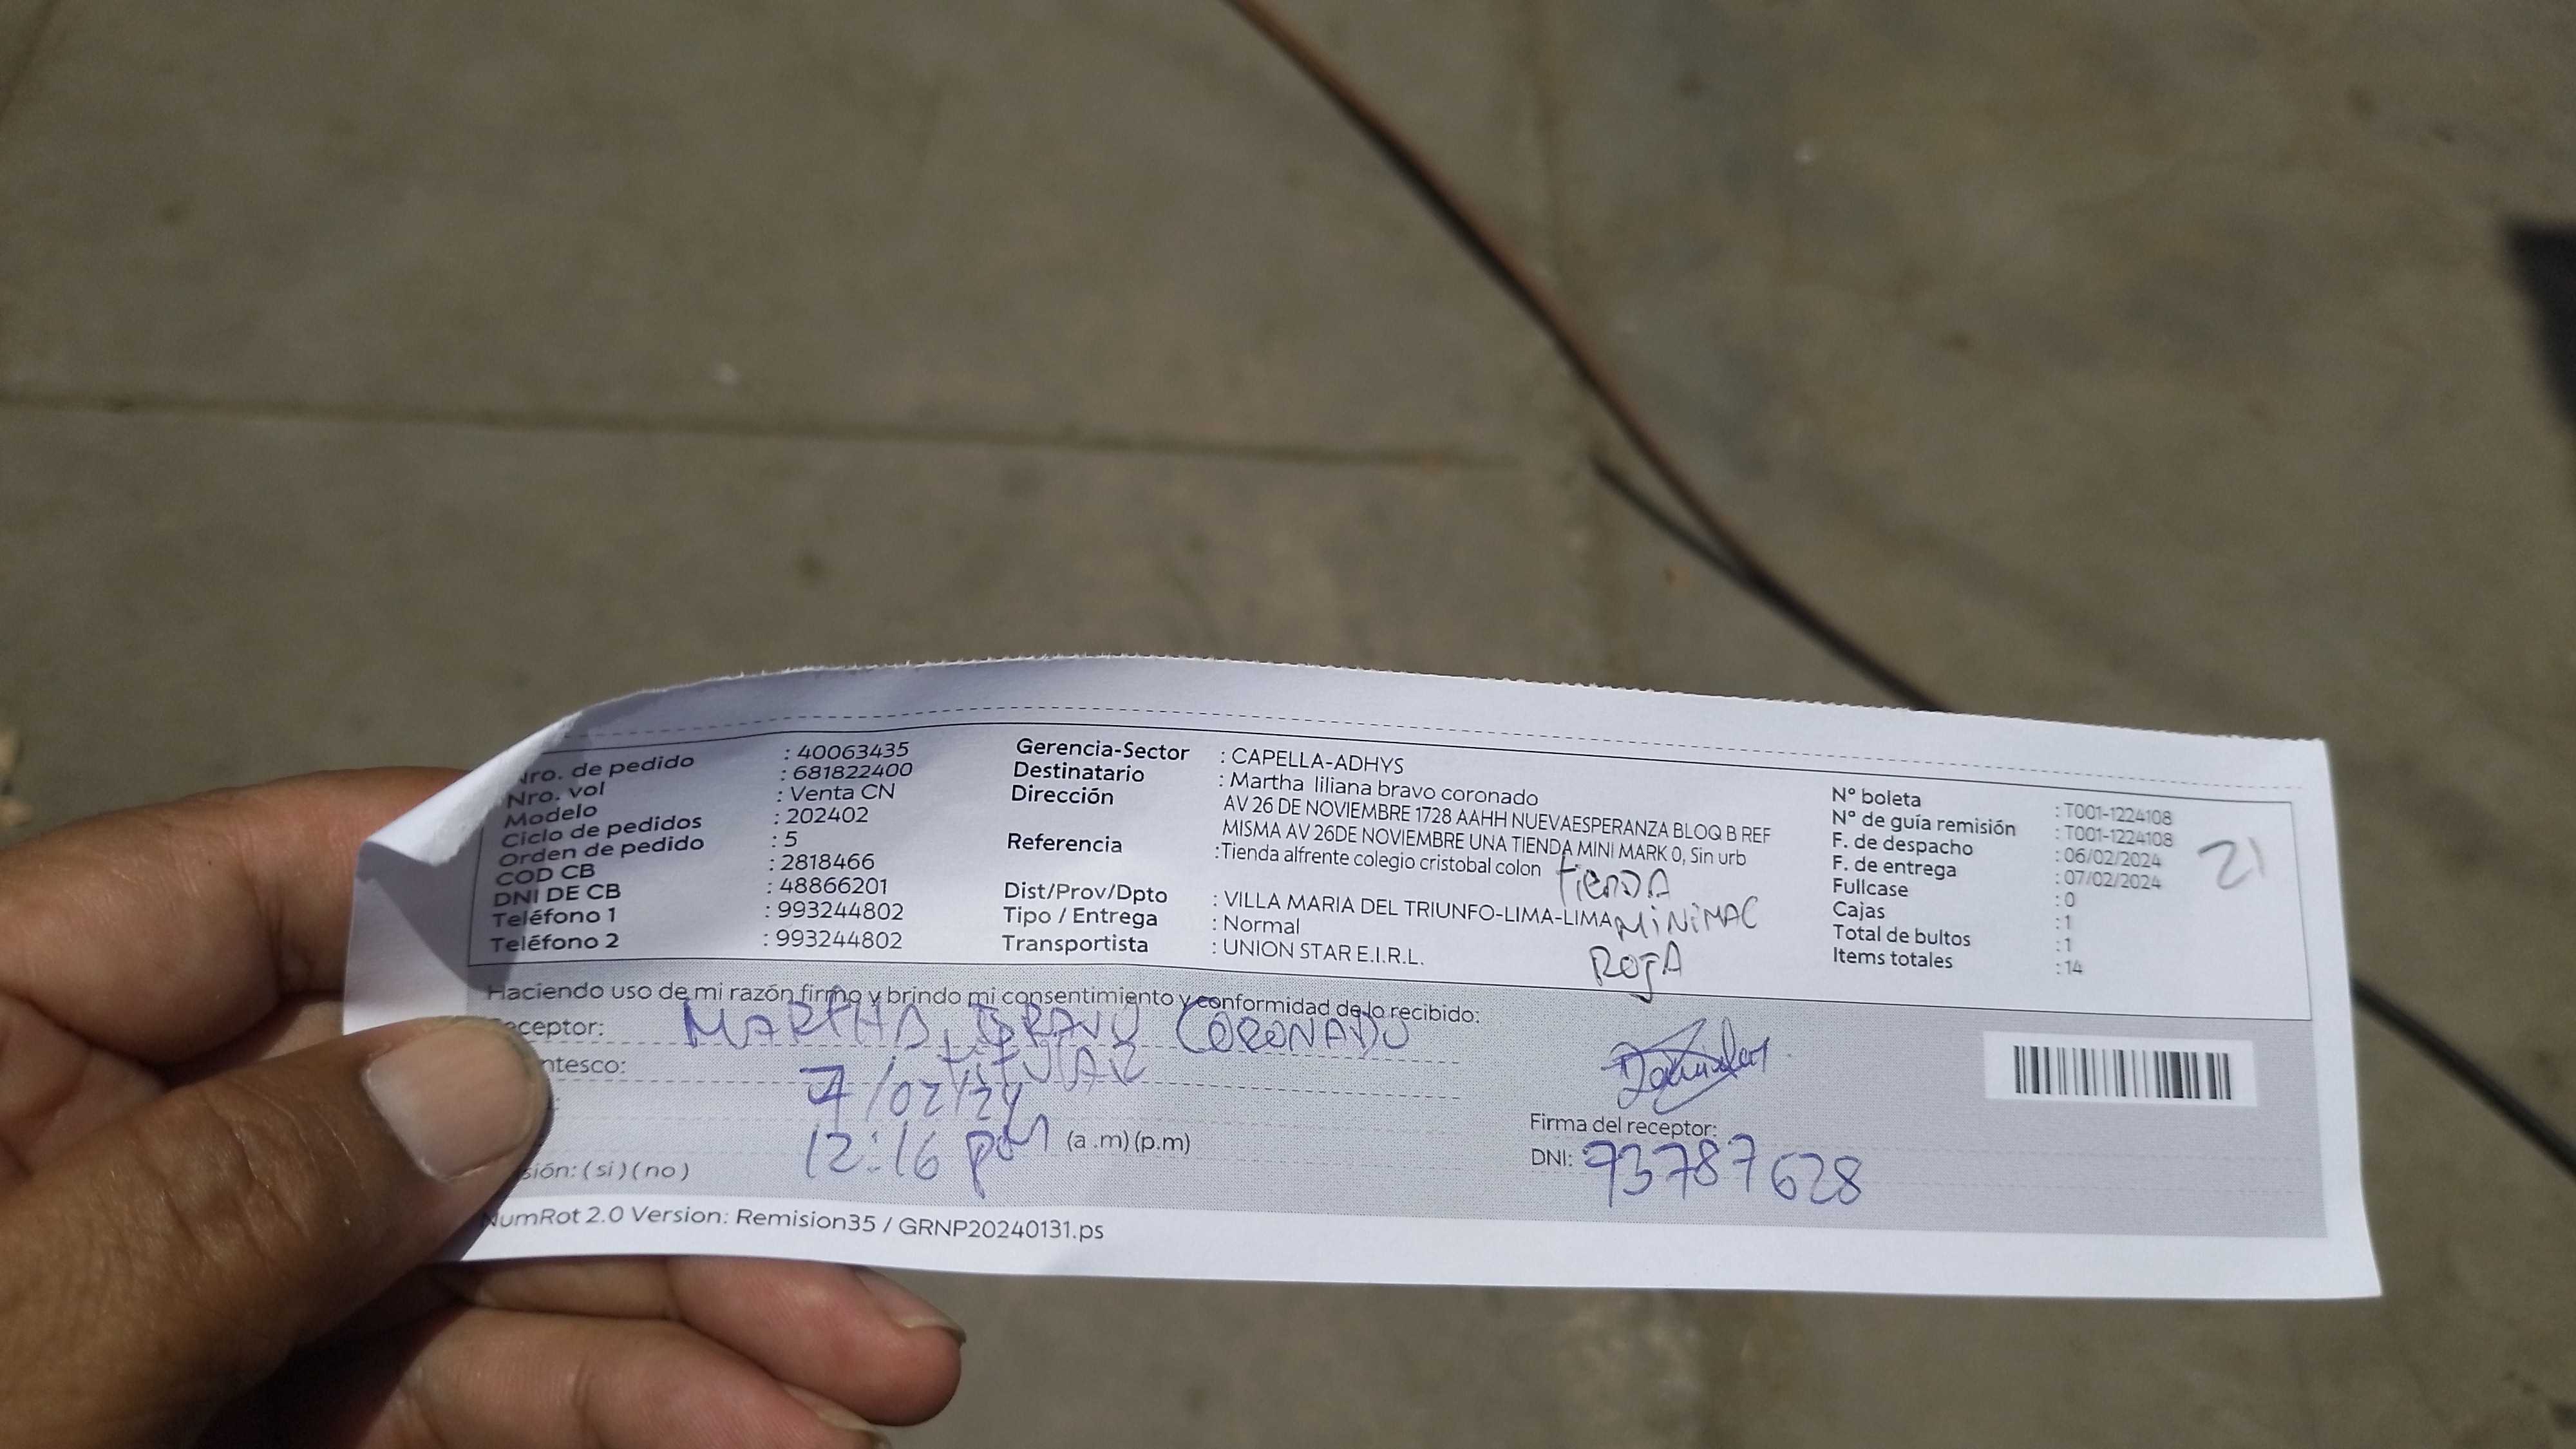 Nro. de pedido : 40063435
Nro. vol : 681822400
Modelo : Venta CN
Ciclo de pedidos : 202402
Orden de pedido : 5
COD CB : 2818466
DNI DE CB : 48866201
Teléfono 1 : 993244802
Teléfono 2 : 993244802
Gerencia-Sector : CAPELLA-ADHYS
Destinatario : Martha liliana bravo coronado
Dirección AV 26 DE NOVIEMBRE 1728 AAHH NUEVAESPERANZA BLOQ B REF
MISMA AV 26DE NOVIEMBRE UNA TIENDA MINI MARK 0, Sin urb
Referencia :Tienda alfrente colegio cristobal colon
Dist/Prov/Dpto : VILLA MARIA DEL TRIUNFO-LIMA-LIMA
Tipo / Entrega : Normal
Transportista : UNION STAR E.I.R.L.
tienDA
MiNiMAC
ROJA
N° boleta : T001-1224108
N° de guía remisión : T001-1224108
F. de despacho : 06/02/2024
F. de entrega : 07/02/2024
Fullcase : 0
Cajas : 1
Total de bultos : 1
Items totales : 14
21
Haciendo uso de mi razón firmo y brindo mi consentimiento y conformidad de lo recibido:
Receptor: MARTHA BRAVO CORONADO
ntesco: TITULAR
7/02/24
12:16 pm (a .m) (p.m)
sión: ( si ) ( no )
Firma del receptor:
DNI: 73787628
NumRot 2.0 Version: Remision35 / GRNP20240131.ps